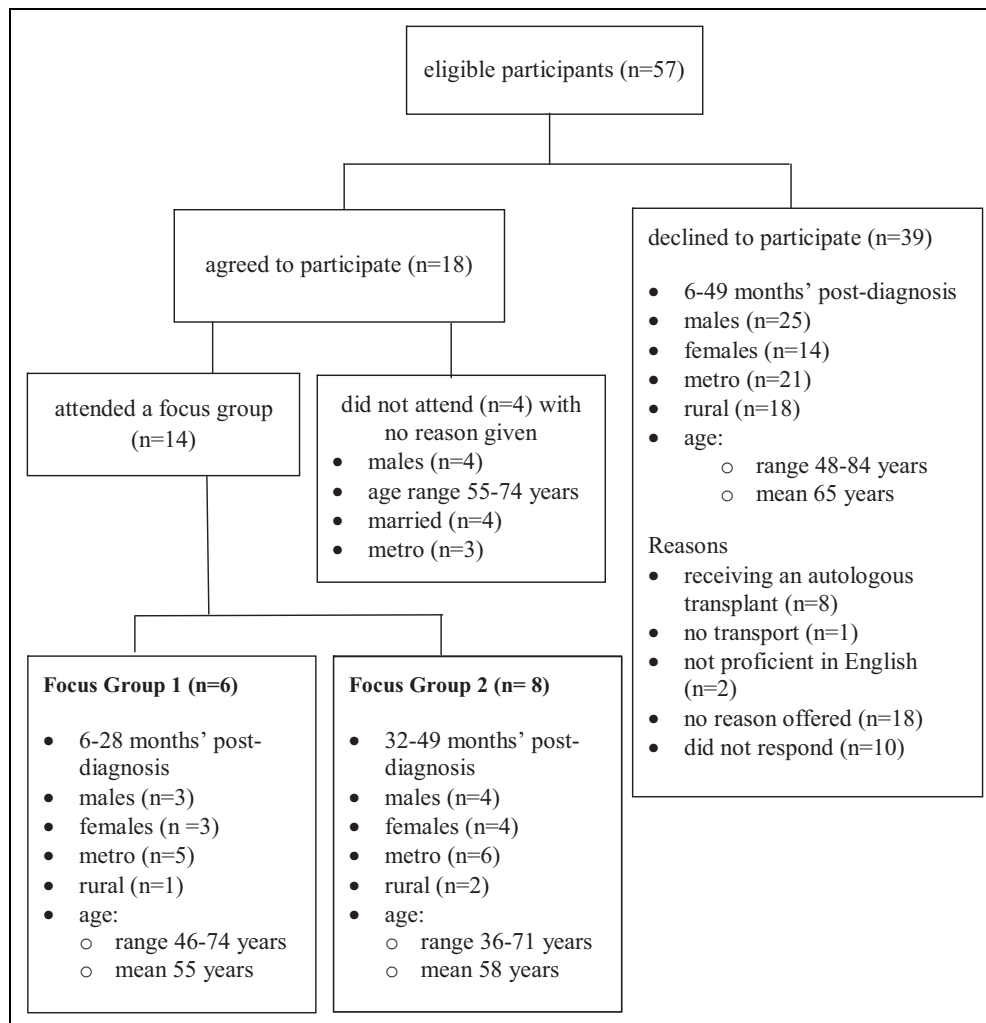 eligible participants (n=57)
agreed to participate (n=18)
declined to participate (n=39)
• 6-49 months’ post-diagnosis
• males (n=25)
• females (n=14)
• metro (n=21)
• rural (n=18)
• age:
o range 48-84 years
o mean 65 years
Reasons
• receiving an autologous
transplant (n=8)
• no transport (n=1)
• not proficient in English
(n=2)
• no reason offered (n=18)
• did not respond (n=10)
attended a focus group
(n=14)
did not attend (n=4) with
no reason given
• males (n=4)
• age range 55-74 years
• married (n=4)
• metro (n=3)
Focus Group 1 (n=6)
• 6-28 months’ post-
diagnosis
• males (n=3)
• females (n =3)
• metro (n=5)
• rural (n=1)
• age:
o range 46-74 years
o mean 55 years
Focus Group 2 (n= 8)
• 32-49 months’ post-
diagnosis
• males (n=4)
• females (n=4)
• metro (n=6)
• rural (n=2)
• age:
o range 36-71 years
o mean 58 years